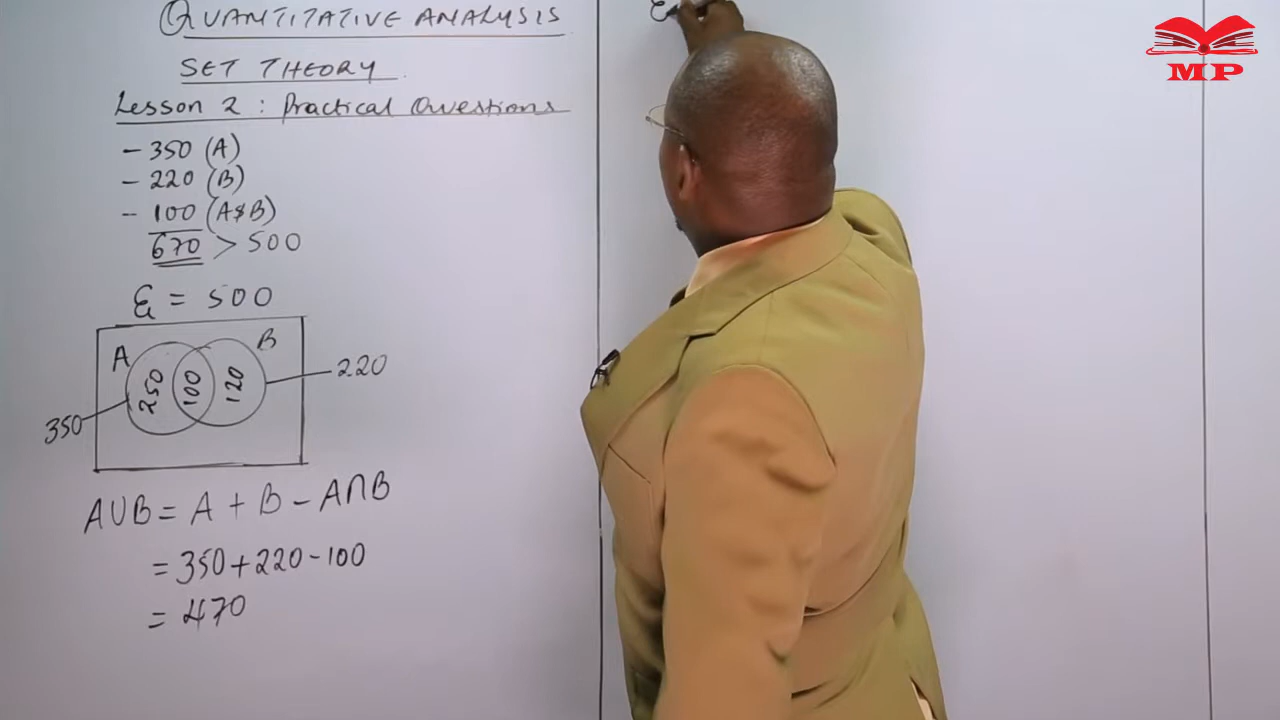 QUANTITATIVE ANALYSIS
SET THEORY
Lesson 2 : Practical Questions
- 350 (A)
- 220 (B)
- 100 (A&B)
670 > 500
ℰ = 500
A B
250 100 120
220
350
A∪B = A + B - A∩B
= 350 + 220 - 100
= 470
ℰ
MP